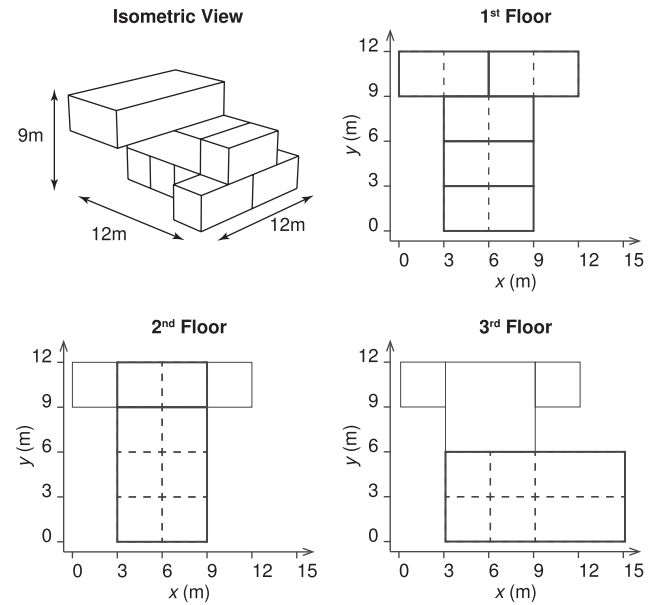 Isometric View
9m
12m
12m
1st Floor
12
9
6
3
0
y (m)
0 3 6 9 12 15
x (m)
2nd Floor
12
9
6
3
0
y (m)
0 3 6 9 12 15
x (m)
3rd Floor
12
9
6
3
0
y (m)
0 3 6 9 12 15
x (m)